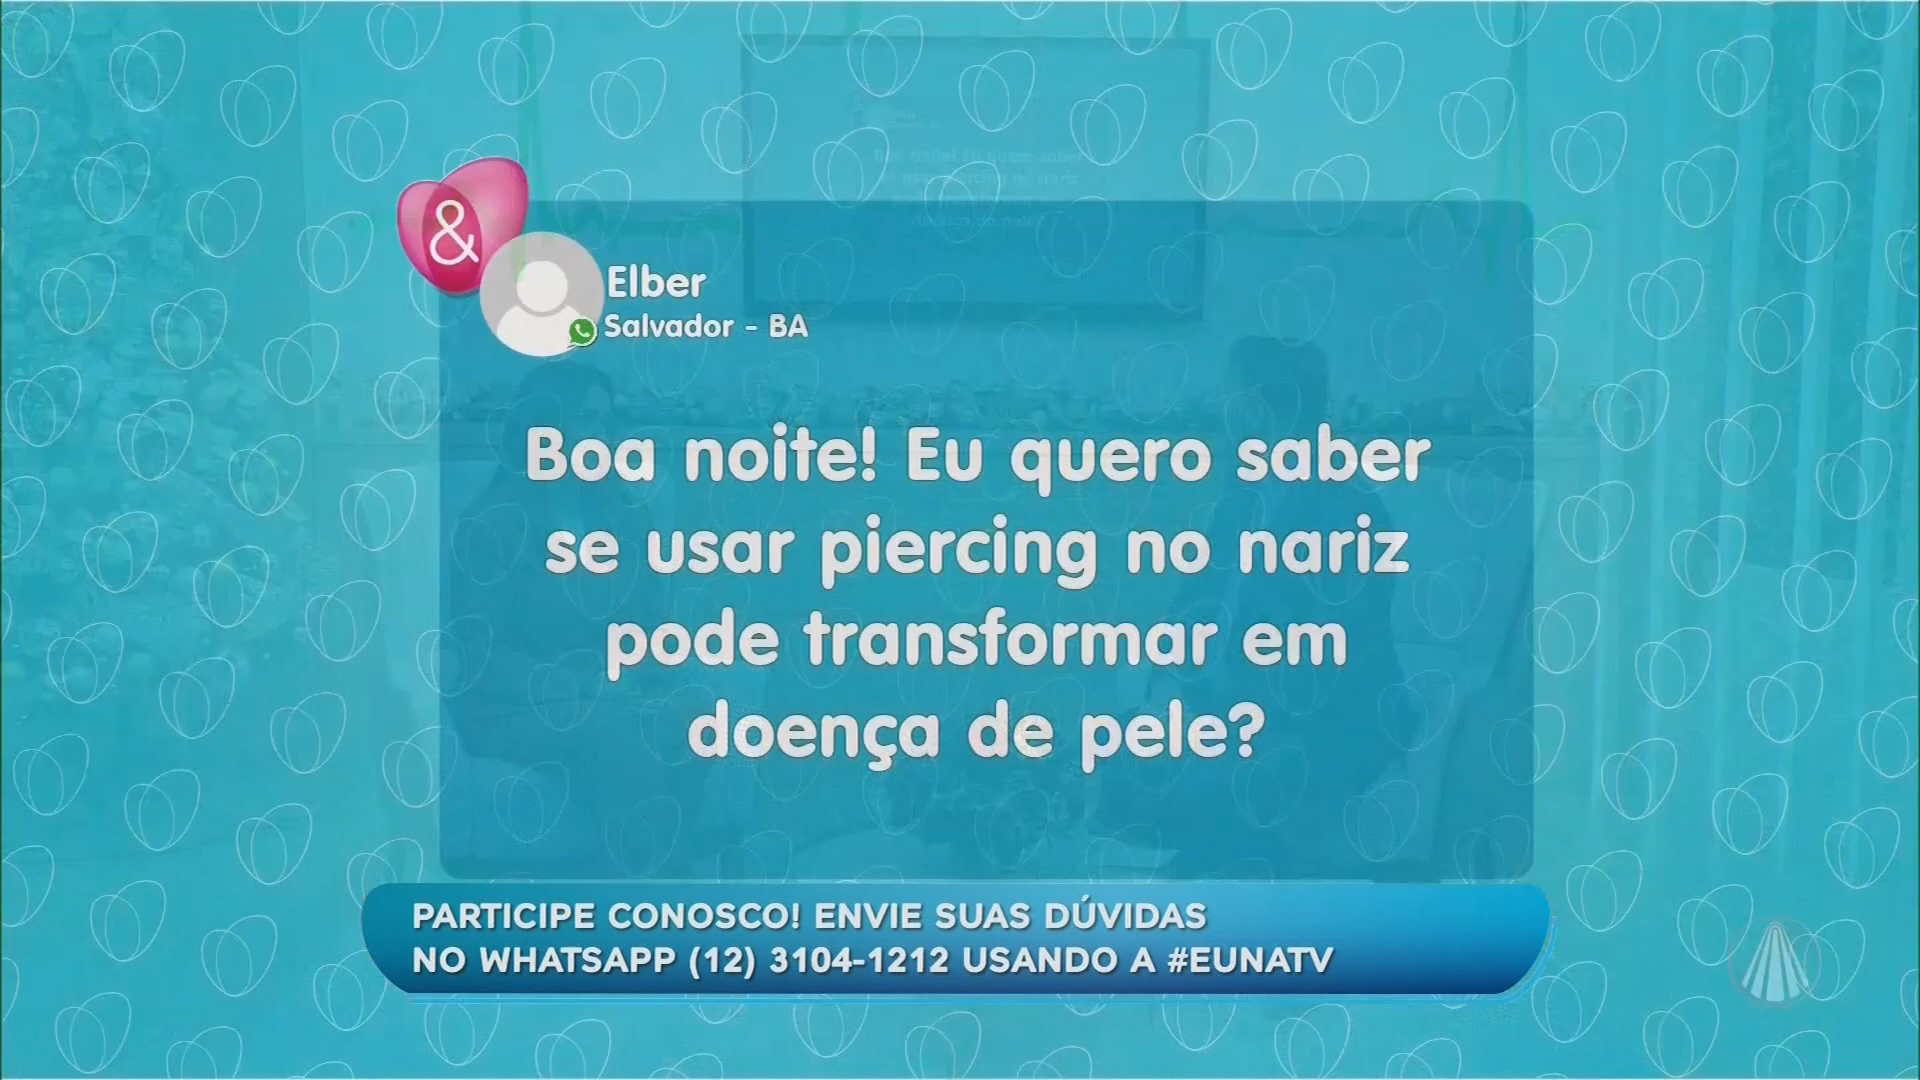 &
Elber
Salvador - BA
Boa noite! Eu quero saber
se usar piercing no nariz
pode transformar em
doença de pele?
PARTICIPE CONOSCO! ENVIE SUAS DÚVIDAS
NO WHATSAPP (12) 3104-1212 USANDO A #EUNATV